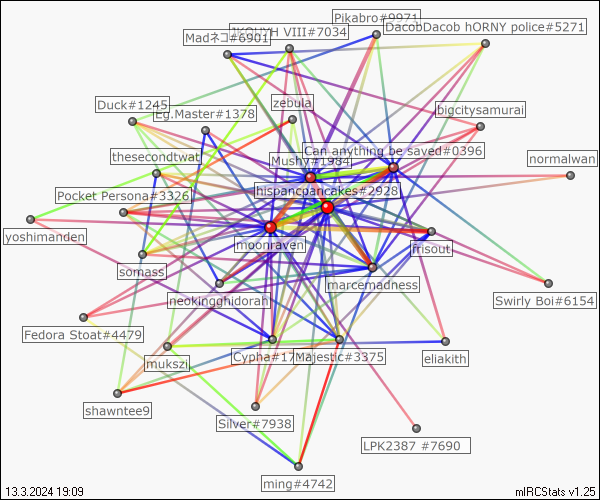 Pikabro#9971
DacobDacob hORNY police#5271
VIII#7034
Madネコ#6901
zebula
Duck#1245
Eg.Master#1378
bigcitysamurai
Can anything be saved#0396
thesecondtwat
Mushy#1984
normalwan
hispancpancakes#2928
Pocket Persona#3326
yoshimanden
moonraven
frisout
somass
marcemadness
neokingghidorah
Swirly Boi#6154
Fedora Stoat#4479
Majestic#3375
eliakith
mukszi
shawntee9
Silver#7938
LPK2387 #7690
ming#4742
13.3.2024 19:09
mIRCStats v1.25